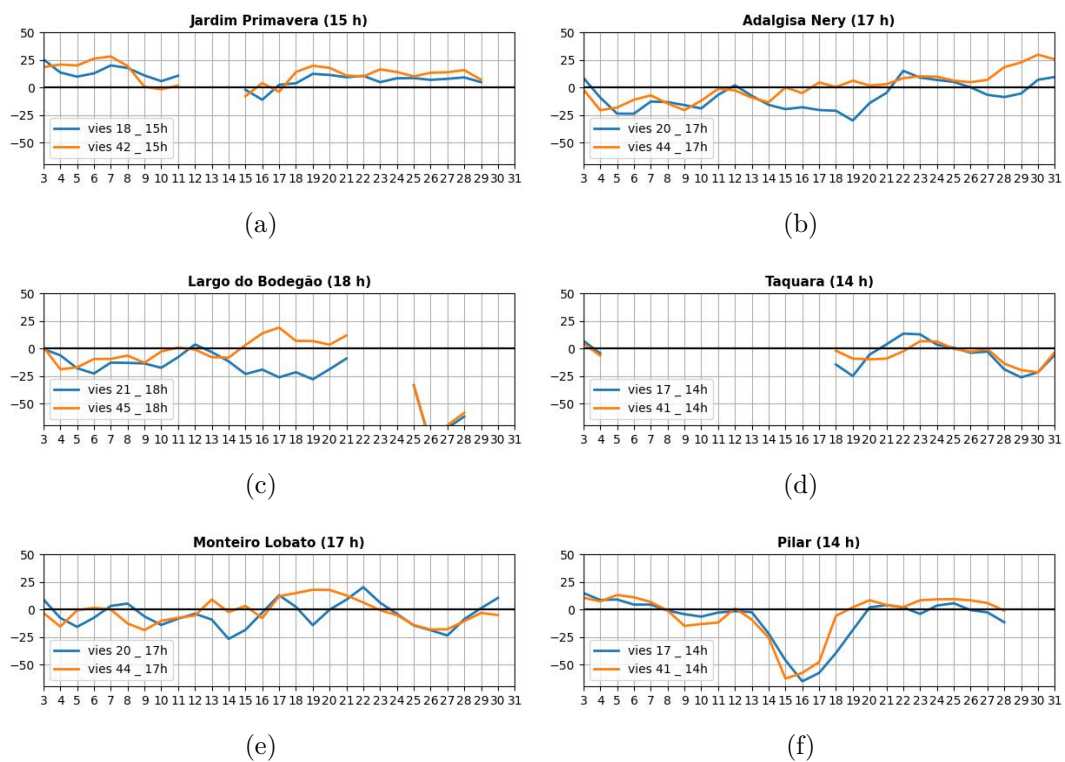 Jardim Primavera (15 h)
50
25
0
−25
−50
vies 18 _ 15h
vies 42 _ 15h
3 4 5 6 7 8 9 10 11 12 13 14 15 16 17 18 19 20 21 22 23 24 25 26 27 28 29 30 31
(a)
Adalgisa Nery (17 h)
50
25
0
−25
−50
vies 20 _ 17h
vies 44 _ 17h
3 4 5 6 7 8 9 10 11 12 13 14 15 16 17 18 19 20 21 22 23 24 25 26 27 28 29 30 31
(b)
Largo do Bodegão (18 h)
50
25
0
−25
−50
vies 21 _ 18h
vies 45 _ 18h
3 4 5 6 7 8 9 10 11 12 13 14 15 16 17 18 19 20 21 22 23 24 25 26 27 28 29 30 31
(c)
Taquara (14 h)
50
25
0
−25
−50
vies 17 _ 14h
vies 41 _ 14h
3 4 5 6 7 8 9 10 11 12 13 14 15 16 17 18 19 20 21 22 23 24 25 26 27 28 29 30 31
(d)
Monteiro Lobato (17 h)
50
25
0
−25
−50
vies 20 _ 17h
vies 44 _ 17h
3 4 5 6 7 8 9 10 11 12 13 14 15 16 17 18 19 20 21 22 23 24 25 26 27 28 29 30 31
(e)
Pilar (14 h)
50
25
0
−25
−50
vies 17 _ 14h
vies 41 _ 14h
3 4 5 6 7 8 9 10 11 12 13 14 15 16 17 18 19 20 21 22 23 24 25 26 27 28 29 30 31
(f)